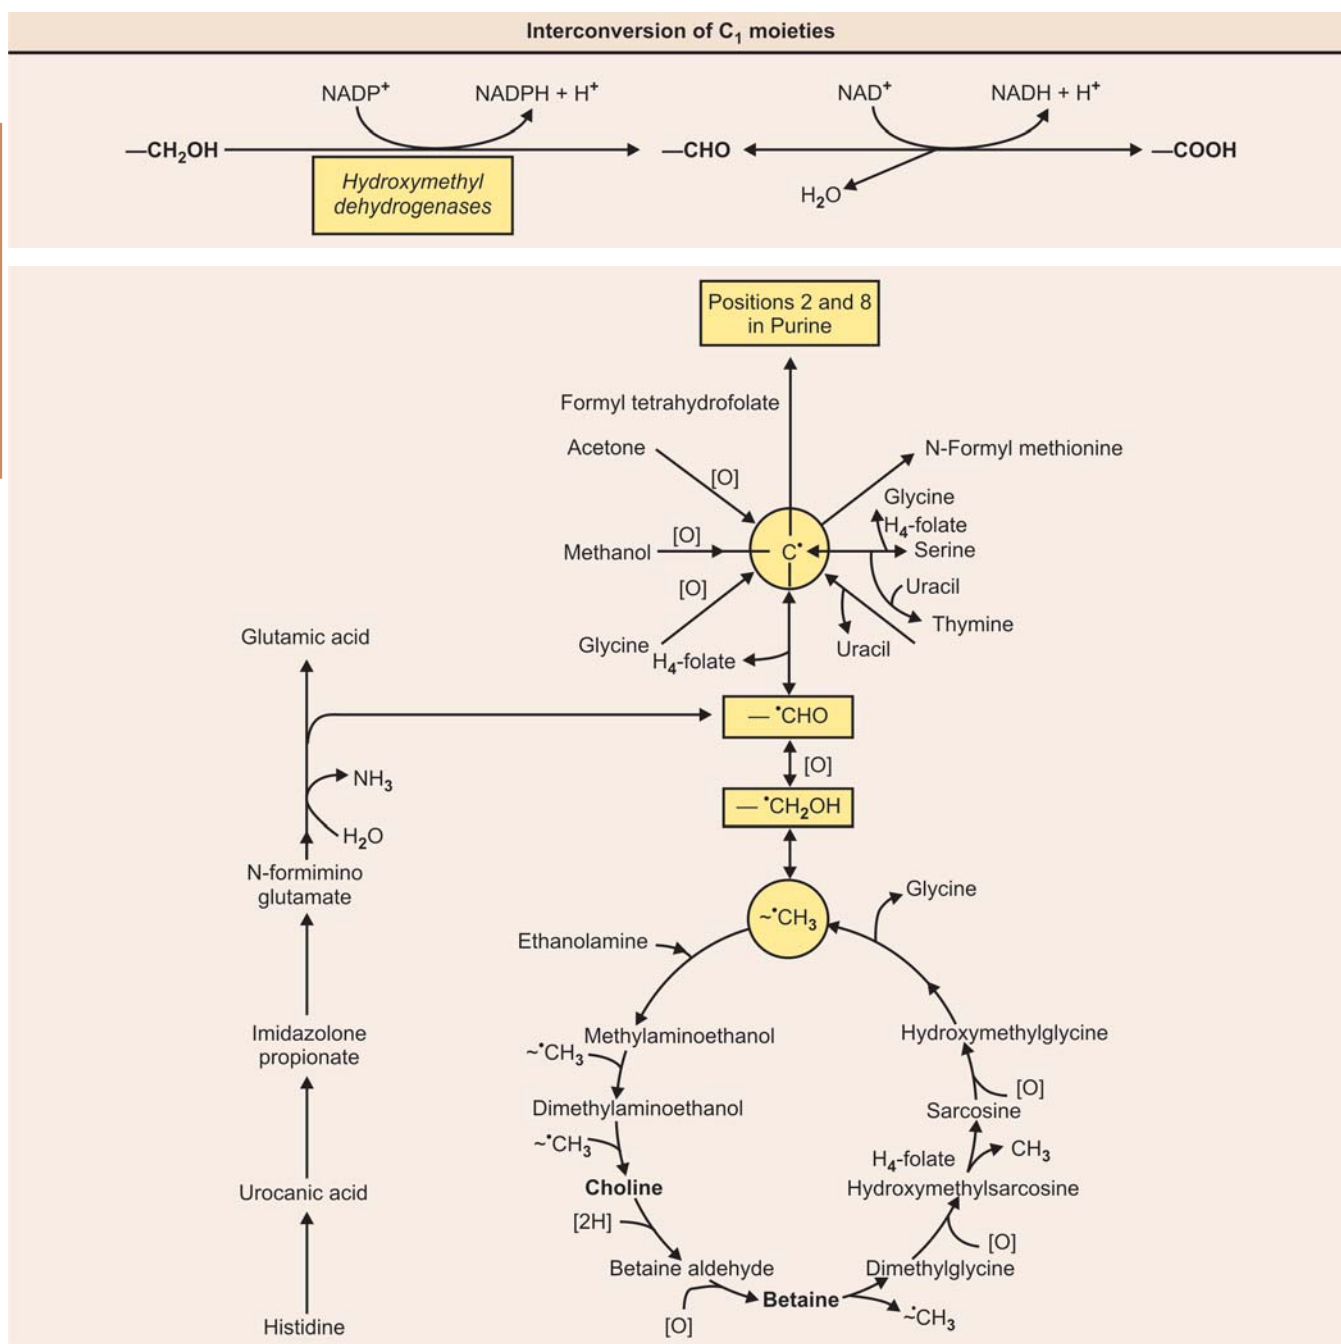 Interconversion of C₁ moieties
NADP⁺
NADPH + H⁺
NAD⁺
NADH + H⁺
—CH₂OH
—CHO
—COOH
Hydroxymethyl
dehydrogenases
H₂O
Positions 2 and 8
in Purine
Formyl tetrahydrofolate
Acetone
[O]
N-Formyl methionine
Glycine
H₄-folate
Methanol
[O]
C•
Serine
[O]
Uracil
Thymine
Glycine
H₄-folate
Uracil
Glutamic acid
— •CHO
[O]
NH₃
— •CH₂OH
H₂O
N-formimino
glutamate
~•CH₃
Glycine
Ethanolamine
Imidazolone
propionate
Methylaminoethanol
Hydroxymethylglycine
~•CH₃
[O]
Dimethylaminoethanol
Sarcosine
~•CH₃
CH₃
H₄-folate
Urocanic acid
Choline
Hydroxymethylsarcosine
[2H]
[O]
Betaine aldehyde
Dimethylglycine
Betaine
~•CH₃
[O]
Histidine